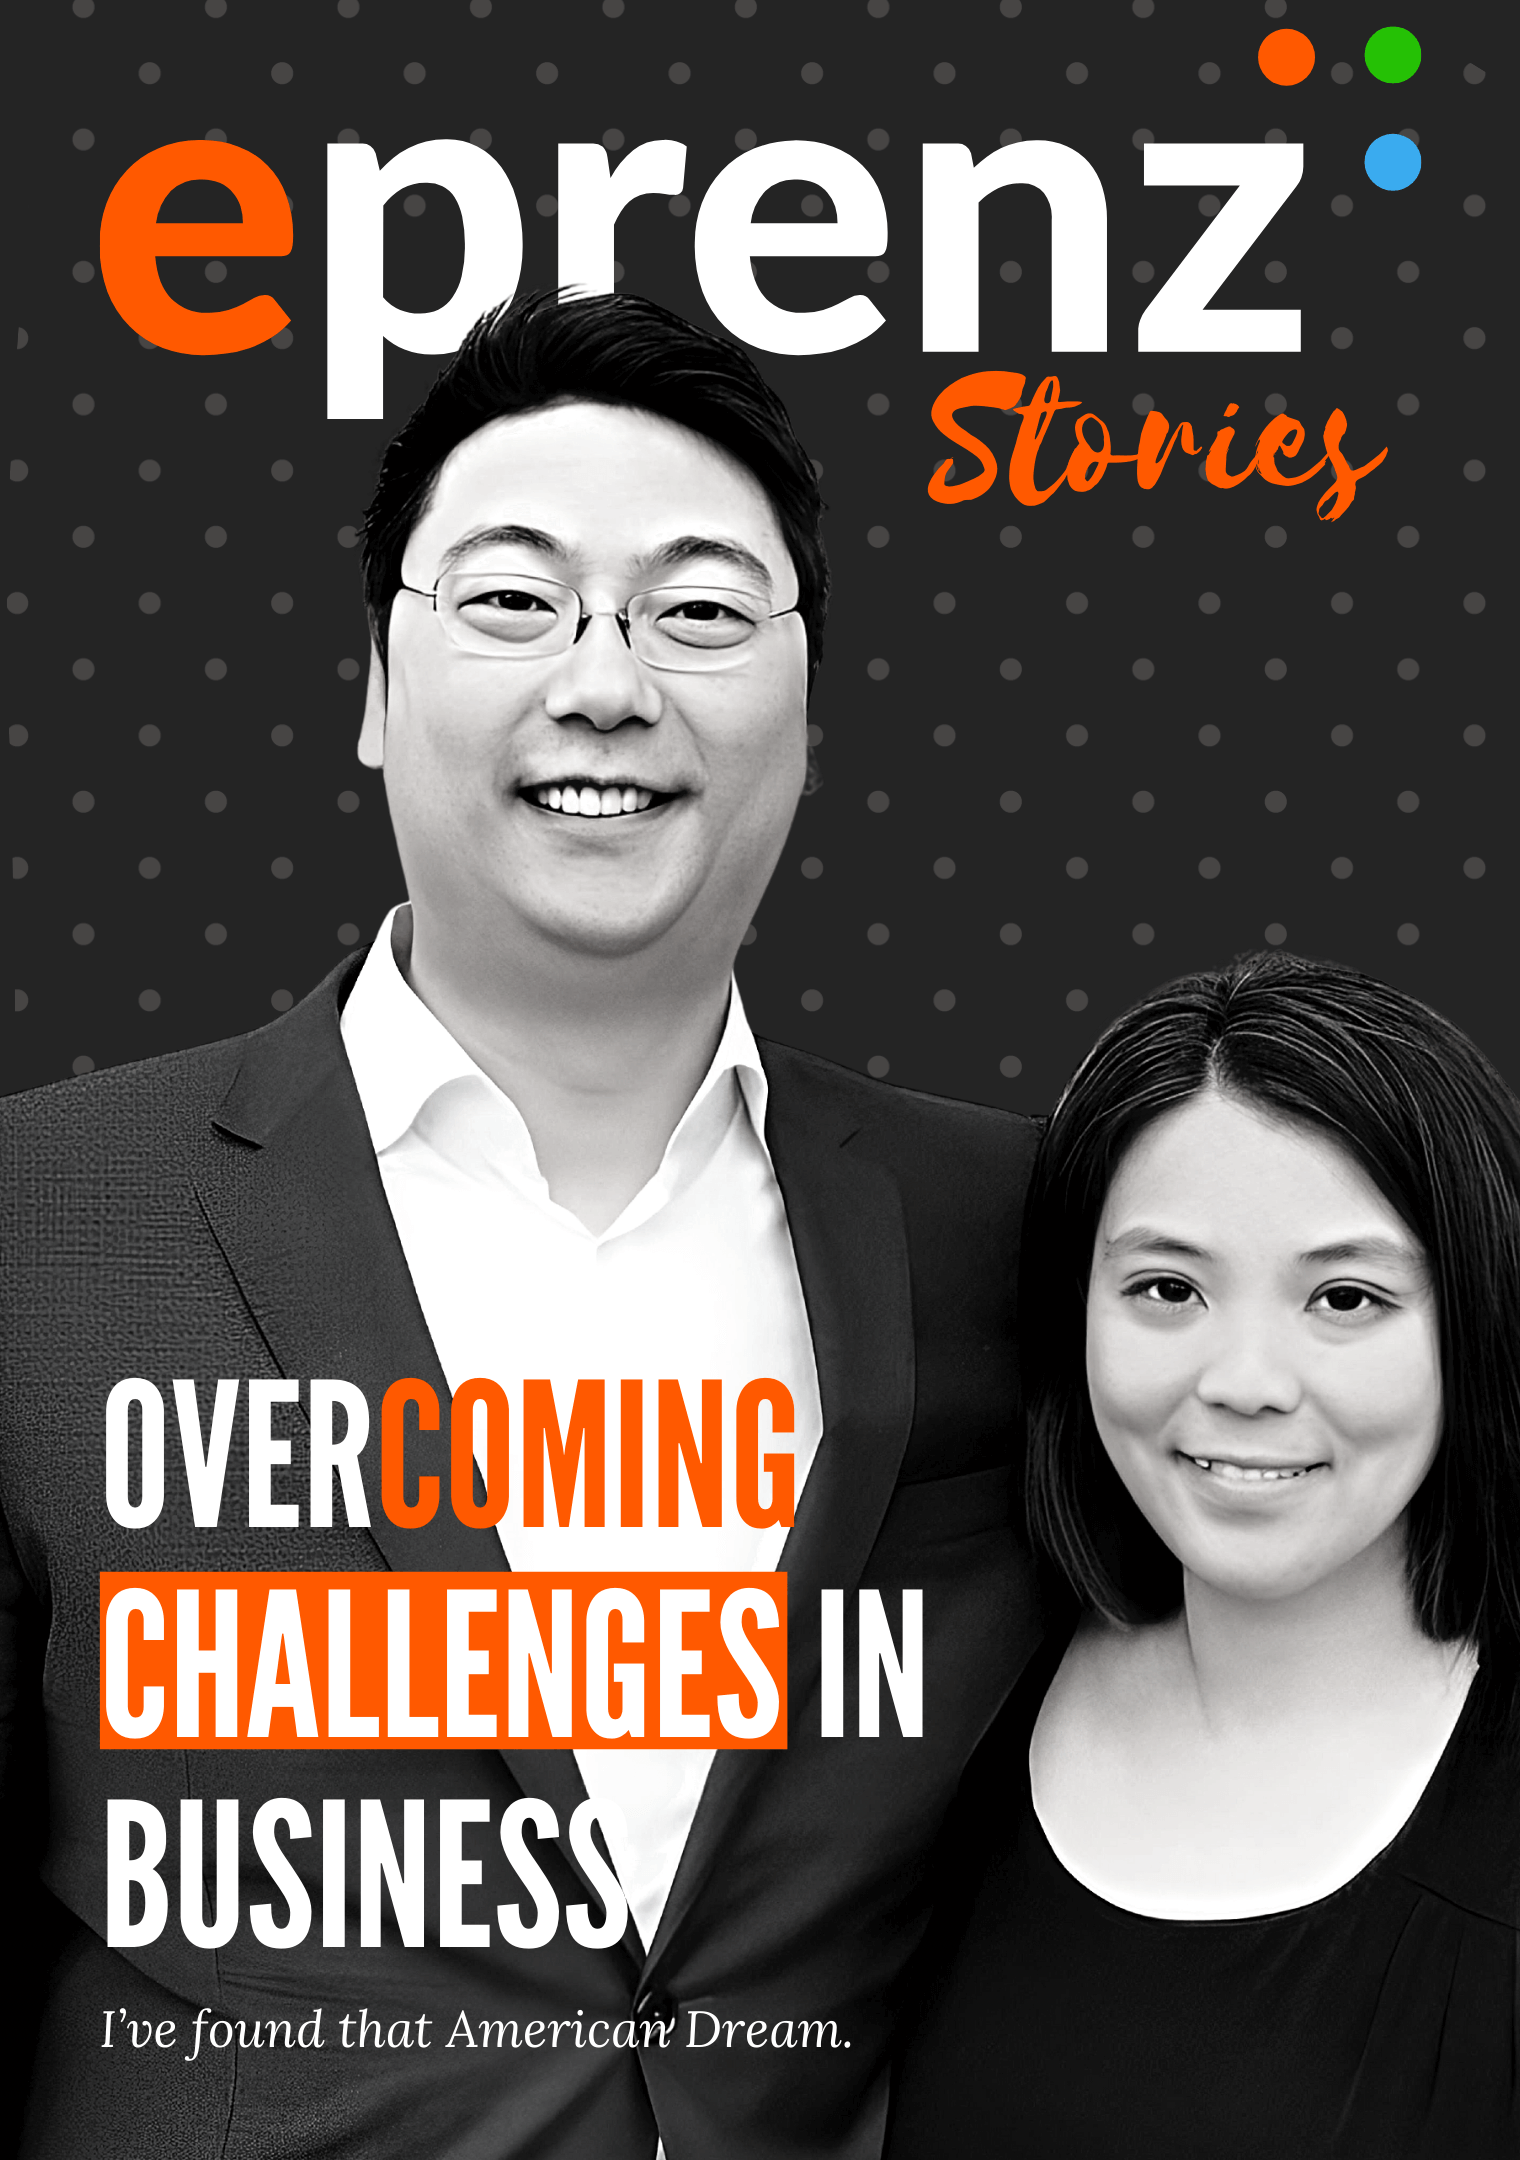 eprenz
Stories
OVERCOMING
CHALLENGES IN
BUSINESS
I’ve found that American Dream.